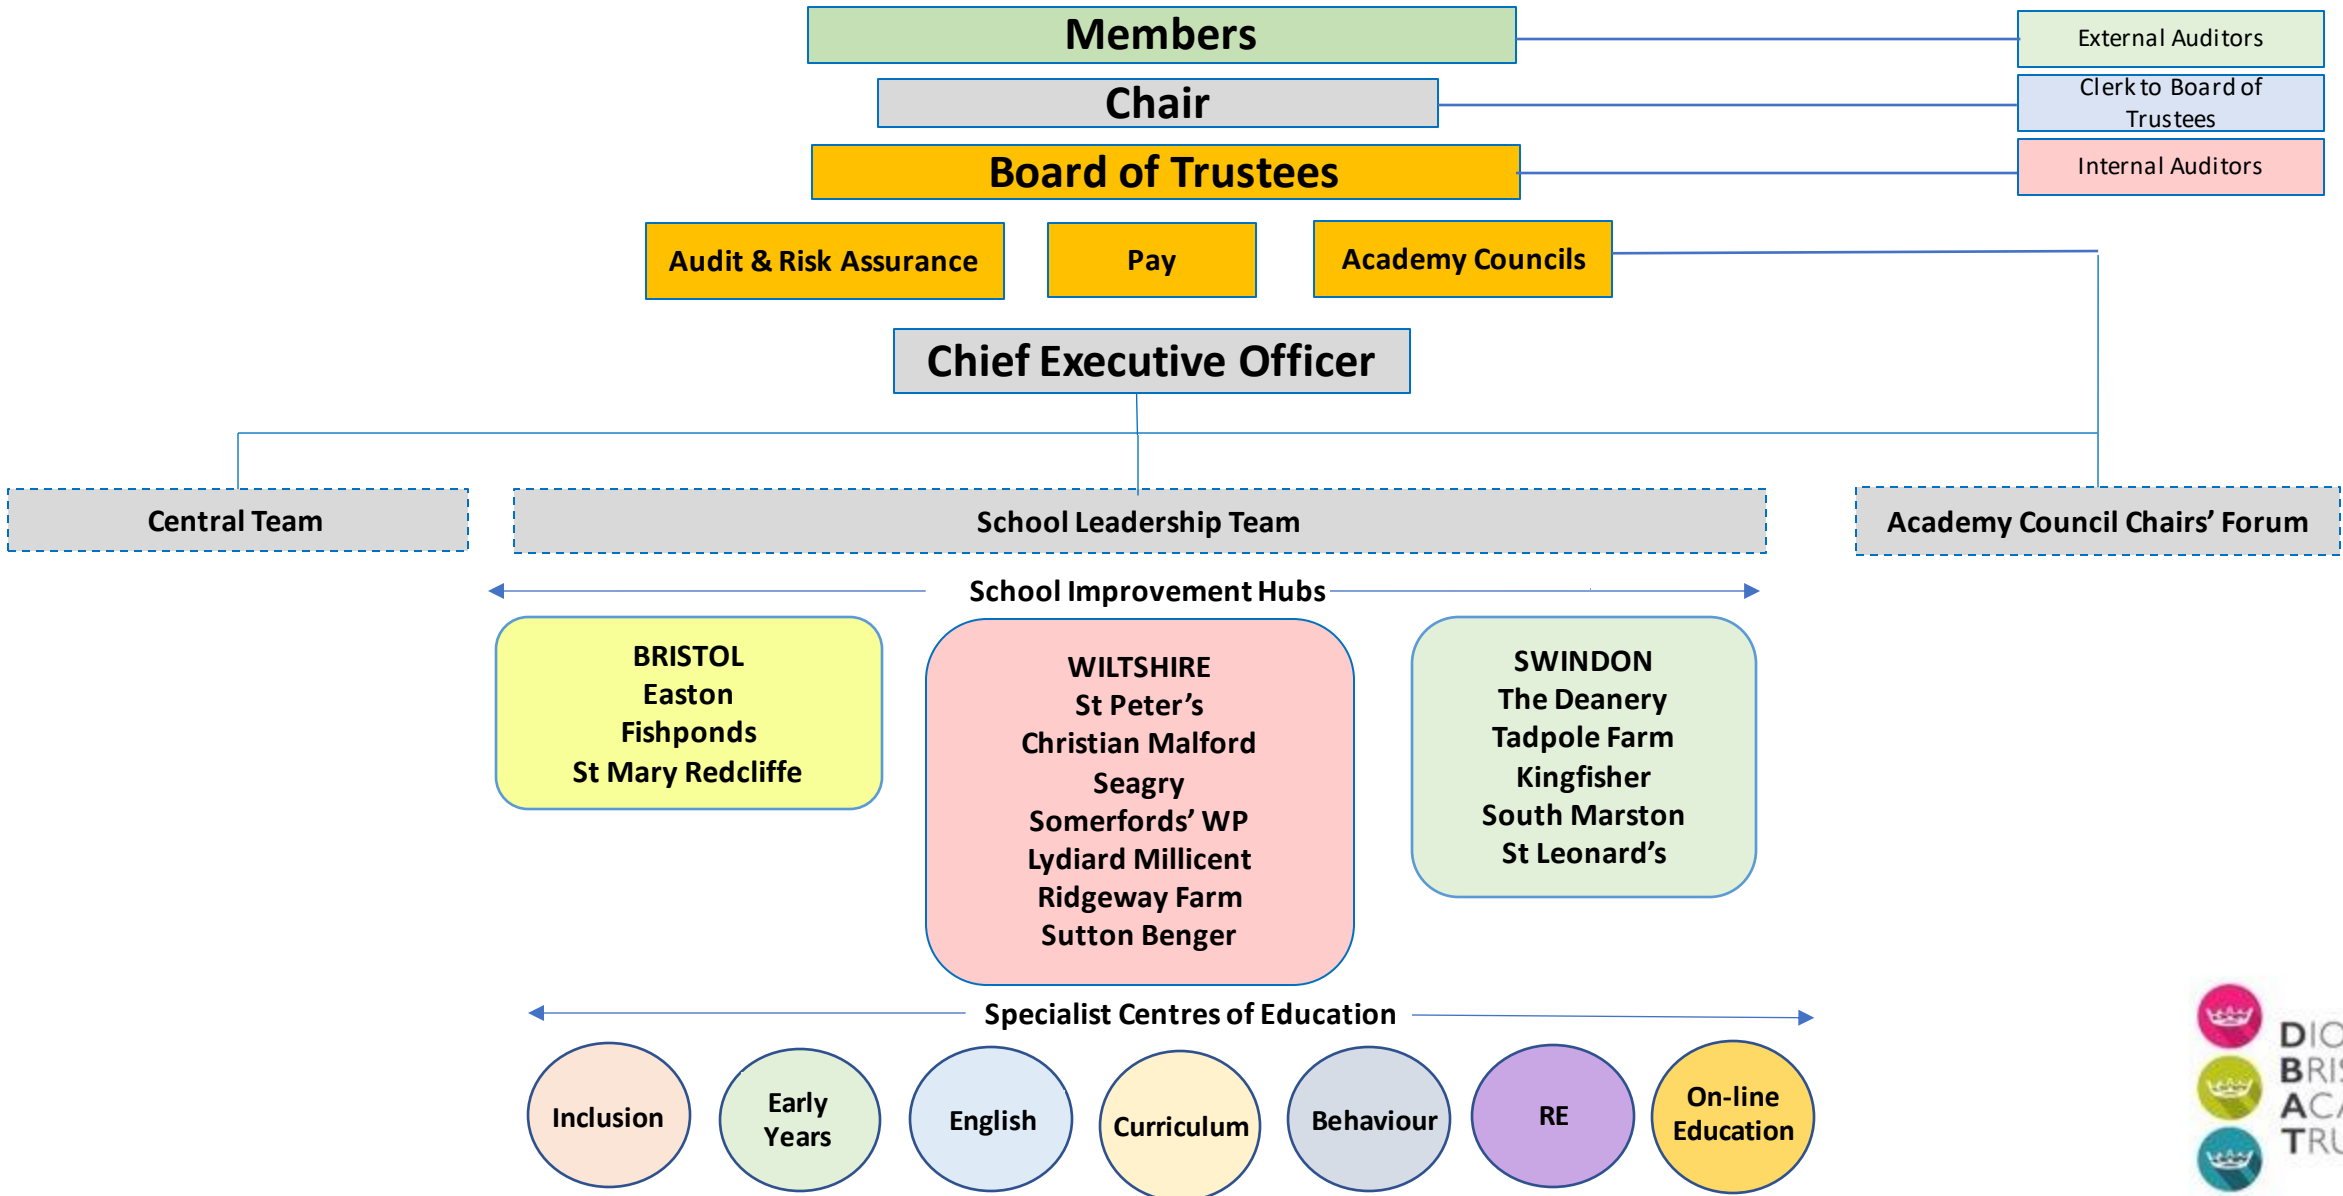 Members
External Auditors
Chair
Clerk to Board of
Trustees
Board of Trustees
Internal Auditors
Audit & Risk Assurance
Pay
Academy Councils
Chief Executive Officer
Central Team
School Leadership Team
Academy Council Chairs’ Forum
School Improvement Hubs
BRISTOL
Easton
Fishponds
St Mary Redcliffe
WILTSHIRE
St Peter’s
Christian Malford
Seagry
Somerfords’ WP
Lydiard Millicent
Ridgeway Farm
Sutton Benger
SWINDON
The Deanery
Tadpole Farm
Kingfisher
South Marston
St Leonard’s
Specialist Centres of Education
Inclusion
Early
Years
English
Curriculum
Behaviour
RE
On-line
Education